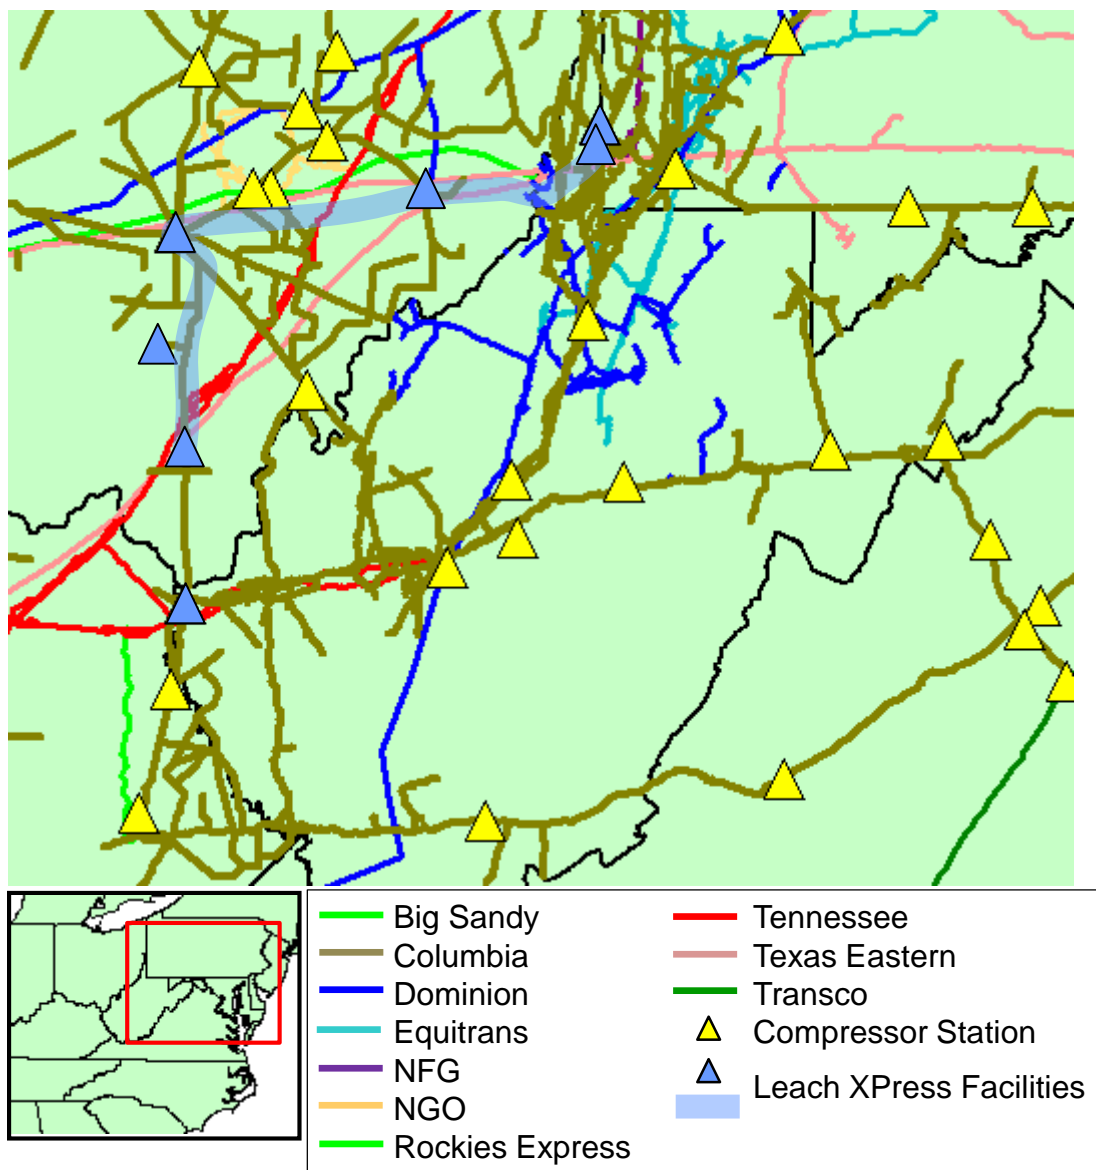 Big Sandy
Columbia
Dominion
Equitrans
NFG
NGO
Rockies Express
Tennessee
Texas Eastern
Transco
Compressor Station
Leach XPress Facilities